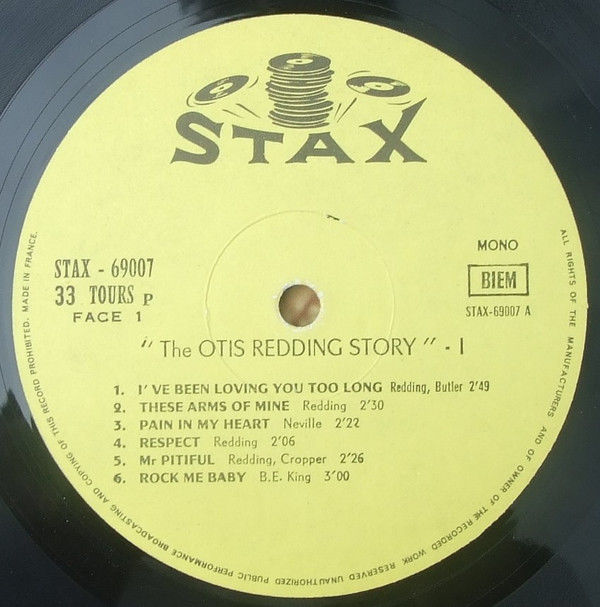 STAX
STAX - 69007
33 TOURS P
FACE 1
MONO
BIEM
STAX-69007 A
"The OTIS REDDING STORY" - I
1. I'VE BEEN LOVING YOU TOO LONG Redding, Butler 2'49
2. THESE ARMS OF MINE Redding 2'30
3. PAIN IN MY HEART Neville 2'22
4. RESPECT Redding 2'06
5. Mr PITIFUL Redding, Cropper 2'26
6. ROCK ME BABY B.E. King 3'00
ALL RIGHTS OF THE MANUFACTURERS AND OF OWNER OF THE RECORDED WORK RESERVED UNAUTHORIZED PUBLIC PERFORMANCE BROADCASTING AND COPYING OF THIS RECORD PROHIBITED. MADE IN FRANCE.